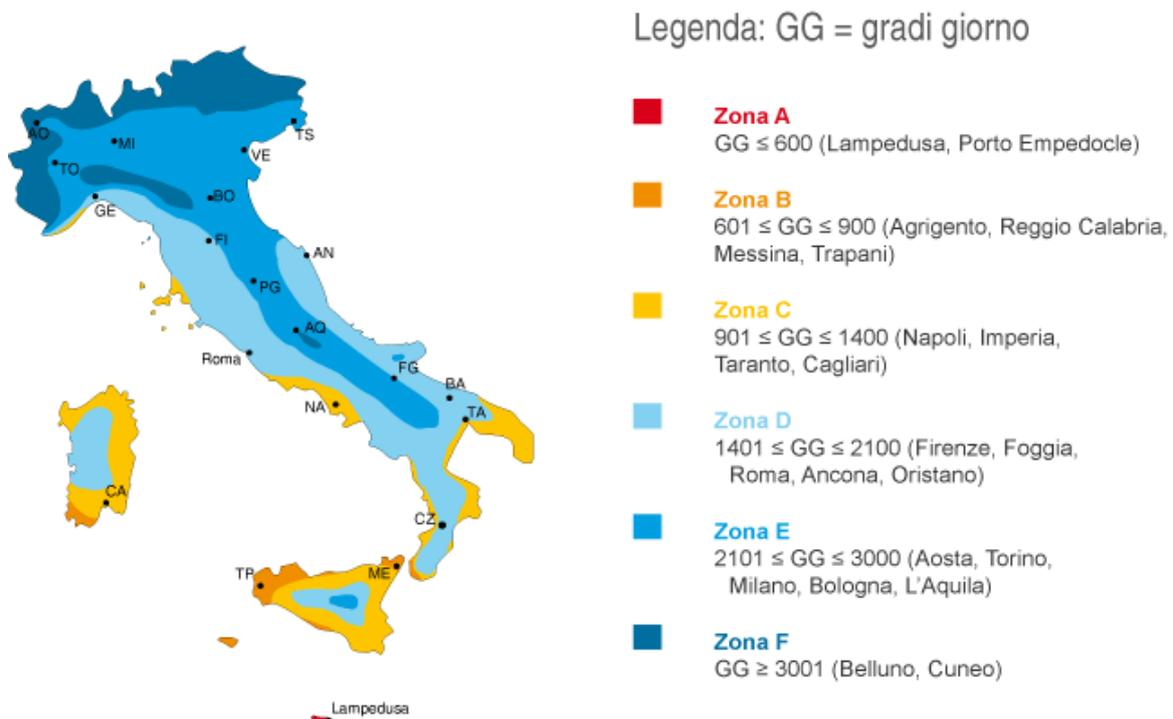 Legenda: GG = gradi giorno
Zona A
GG ≤ 600 (Lampedusa, Porto Empedocle)
Zona B
601 ≤ GG ≤ 900 (Agrigento, Reggio Calabria,
Messina, Trapani)
Zona C
901 ≤ GG ≤ 1400 (Napoli, Imperia,
Taranto, Cagliari)
Zona D
1401 ≤ GG ≤ 2100 (Firenze, Foggia,
Roma, Ancona, Oristano)
Zona E
2101 ≤ GG ≤ 3000 (Aosta, Torino,
Milano, Bologna, L'Aquila)
Zona F
GG ≥ 3001 (Belluno, Cuneo)
AO
MI
TS
VE
TO
BO
GE
FI
AN
PG
AQ
Roma
FG
BA
NA
TA
CA
CZ
TP
ME
Lampedusa